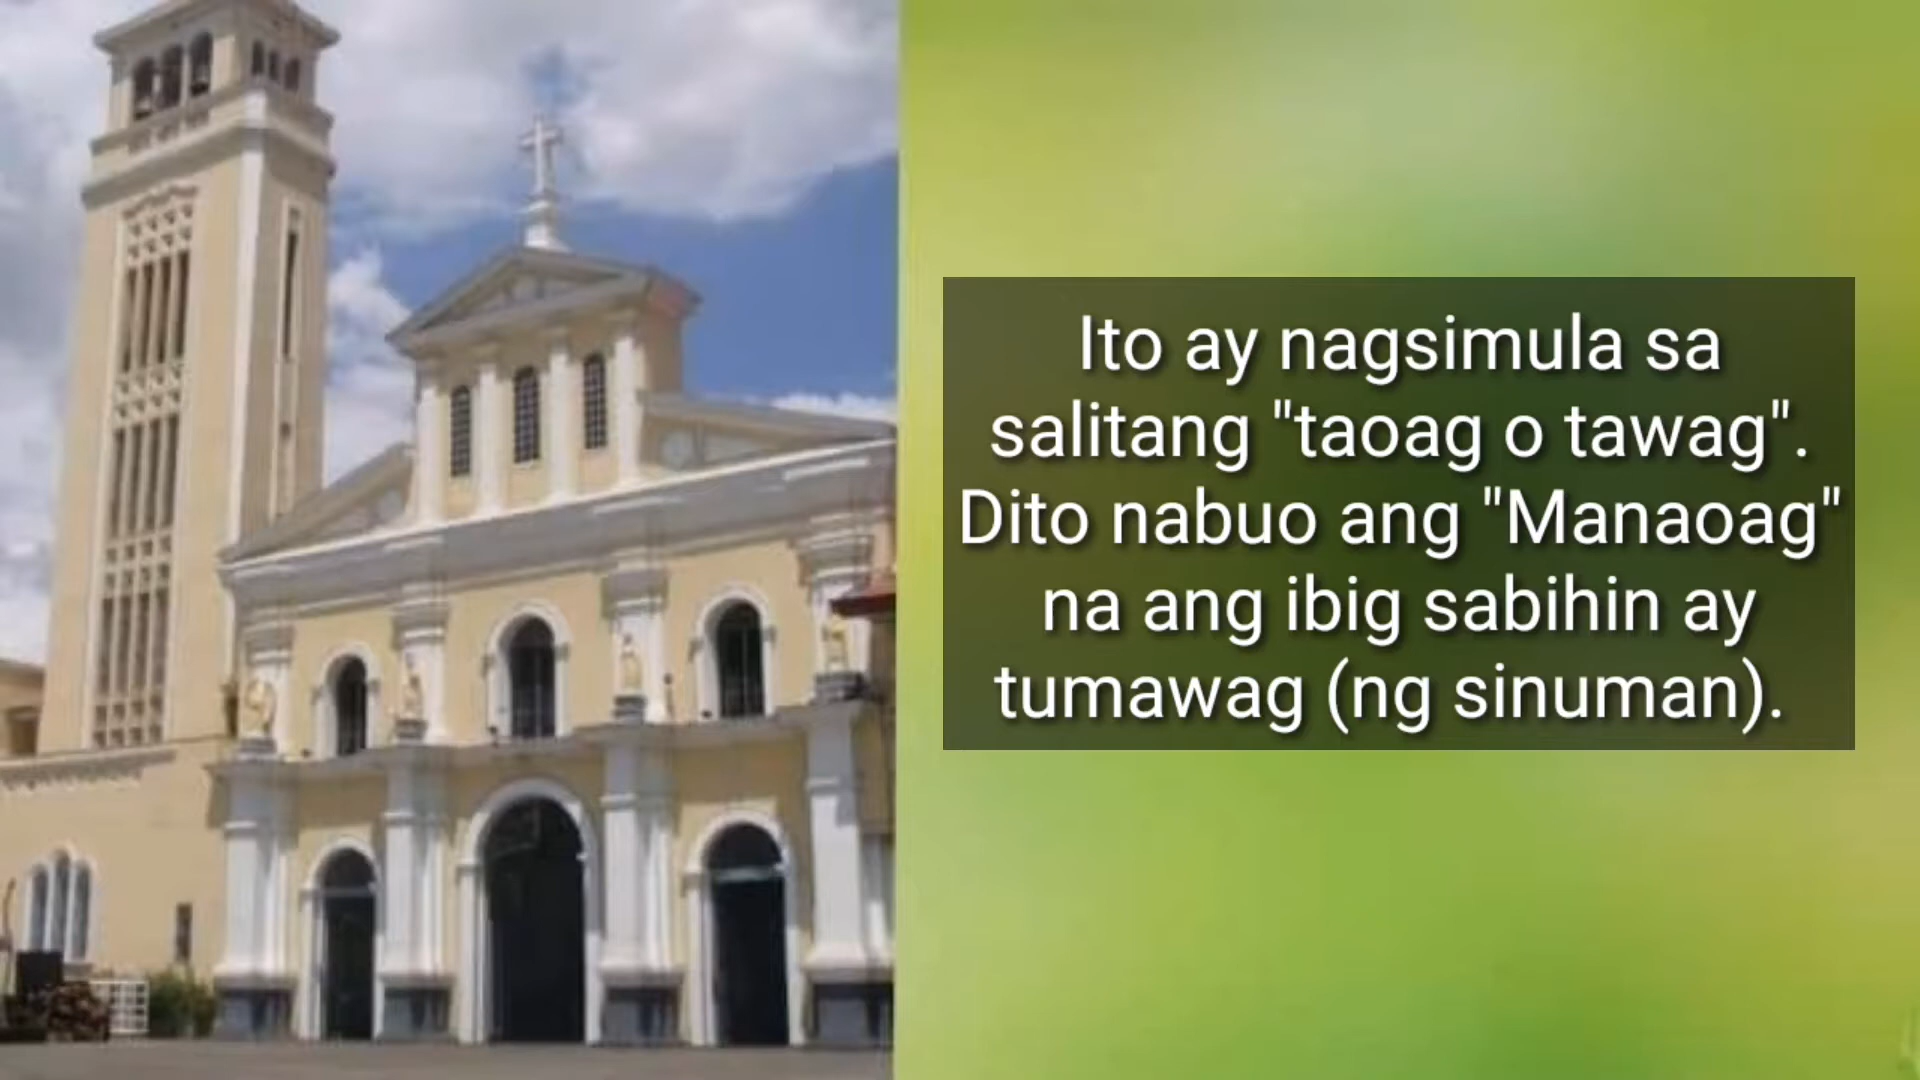 Ito ay nagsimula sa
salitang "taoag o tawag".
Dito nabuo ang "Manaoag"
na ang ibig sabihin ay
tumawag (ng sinuman).